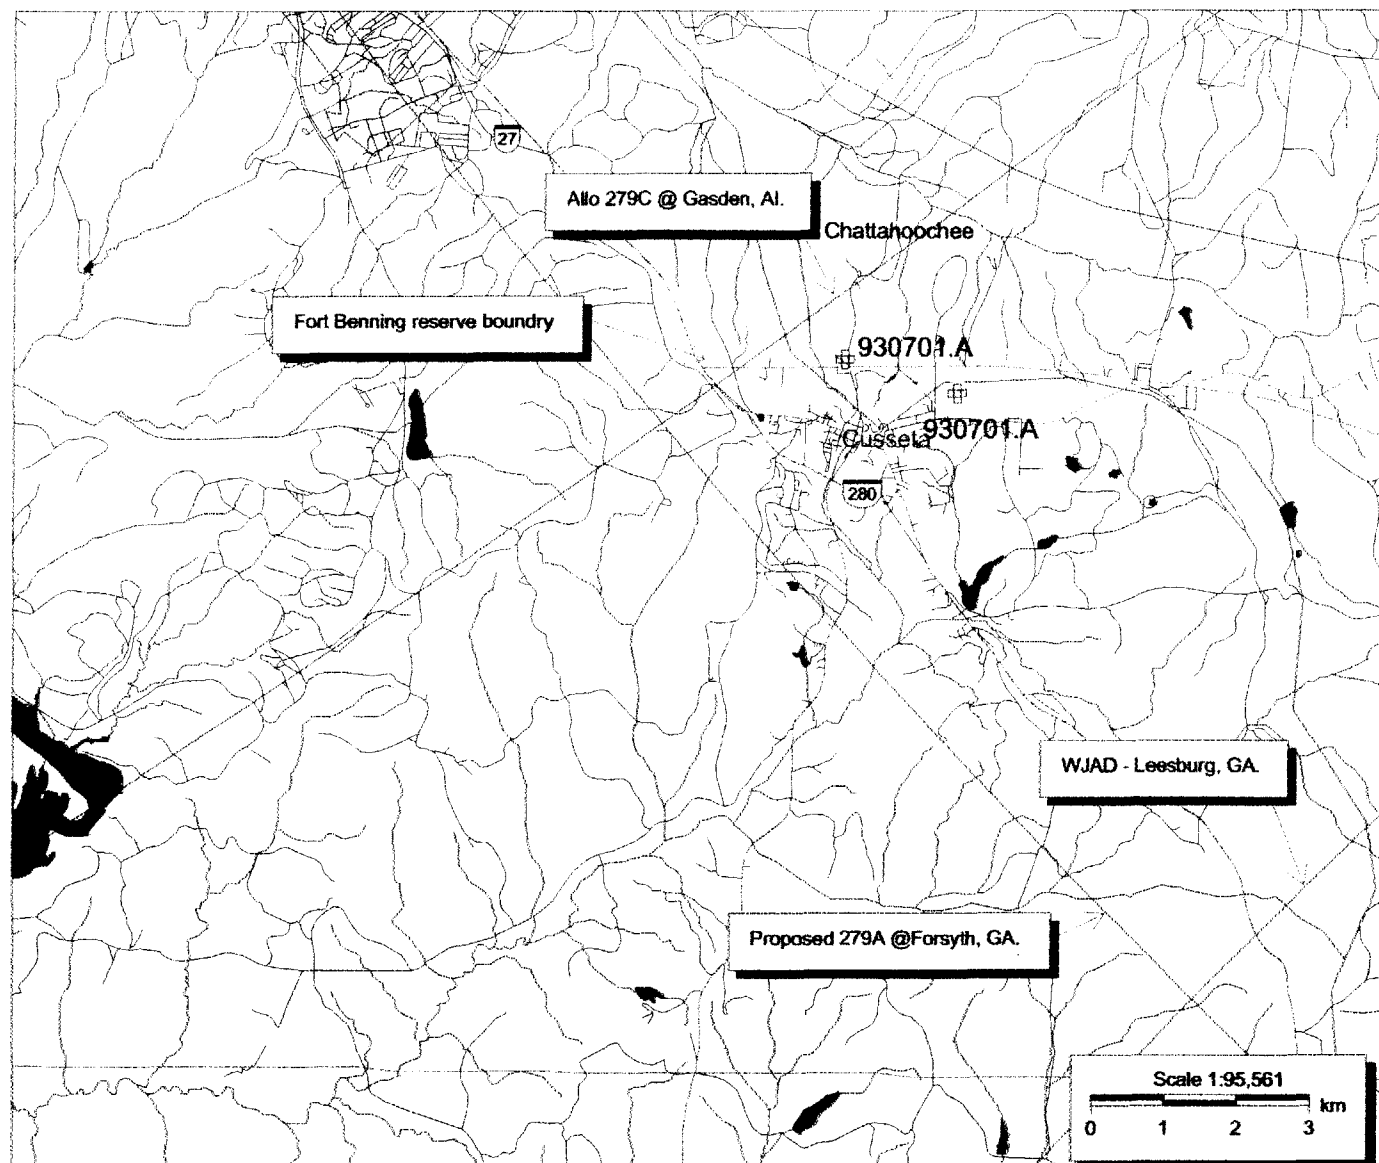 27
Allo 279C @ Gasden, Al.
Chattahoochee
Fort Benning reserve boundry
930701.A
930701.A
Cusseta
280
WJAD - Leesburg, GA.
Proposed 279A @Forsyth, GA.
Scale 1:95,561
km
0 1 2 3